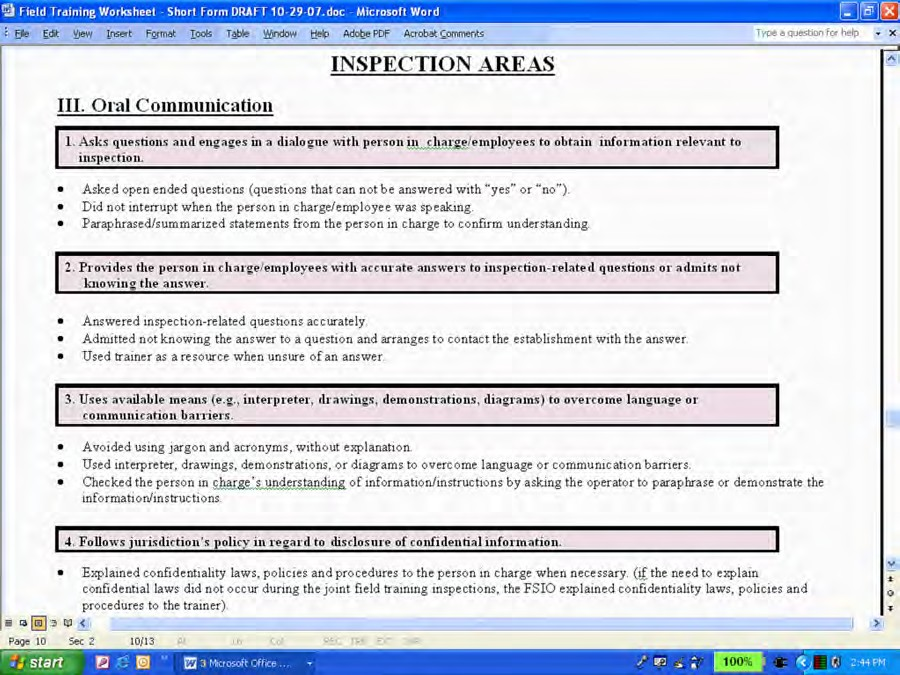 Field Training Worksheet - Short Form DRAFT 10-29-07.doc - Microsoft Word
File Edit View Insert Format Tools Table Window Help Adobe PDF Acrobat Comments Type a question for help
INSPECTION AREAS
III. Oral Communication
1. Asks questions and engages in a dialogue with person in charge/employees to obtain information relevant to
inspection.
• Asked open ended questions (questions that can not be answered with “yes” or “no”).
• Did not interrupt when the person in charge/employee was speaking.
• Paraphrased/summarized statements from the person in charge to confirm understanding.
2. Provides the person in charge/employees with accurate answers to inspection-related questions or admits not
knowing the answer.
• Answered inspection-related questions accurately.
• Admitted not knowing the answer to a question and arranges to contact the establishment with the answer.
• Used trainer as a resource when unsure of an answer.
3. Uses available means (e.g., interpreter, drawings, demonstrations, diagrams) to overcome language or
communication barriers.
• Avoided using jargon and acronyms, without explanation.
• Used interpreter, drawings, demonstrations, or diagrams to overcome language or communication barriers.
• Checked the person in charge’s understanding of information/instructions by asking the operator to paraphrase or demonstrate the
information/instructions.
4. Follows jurisdiction’s policy in regard to disclosure of confidential information.
• Explained confidentiality laws, policies and procedures to the person in charge when necessary. (if the need to explain
confidential laws did not occur during the joint field training inspections, the FSIO explained confidentiality laws, policies and
procedures to the trainer).
Page 10 Sec 2 10/13 At Ln Col REC TRK EXT OVR
start 3 Microsoft Office ... 100% 2:44 PM